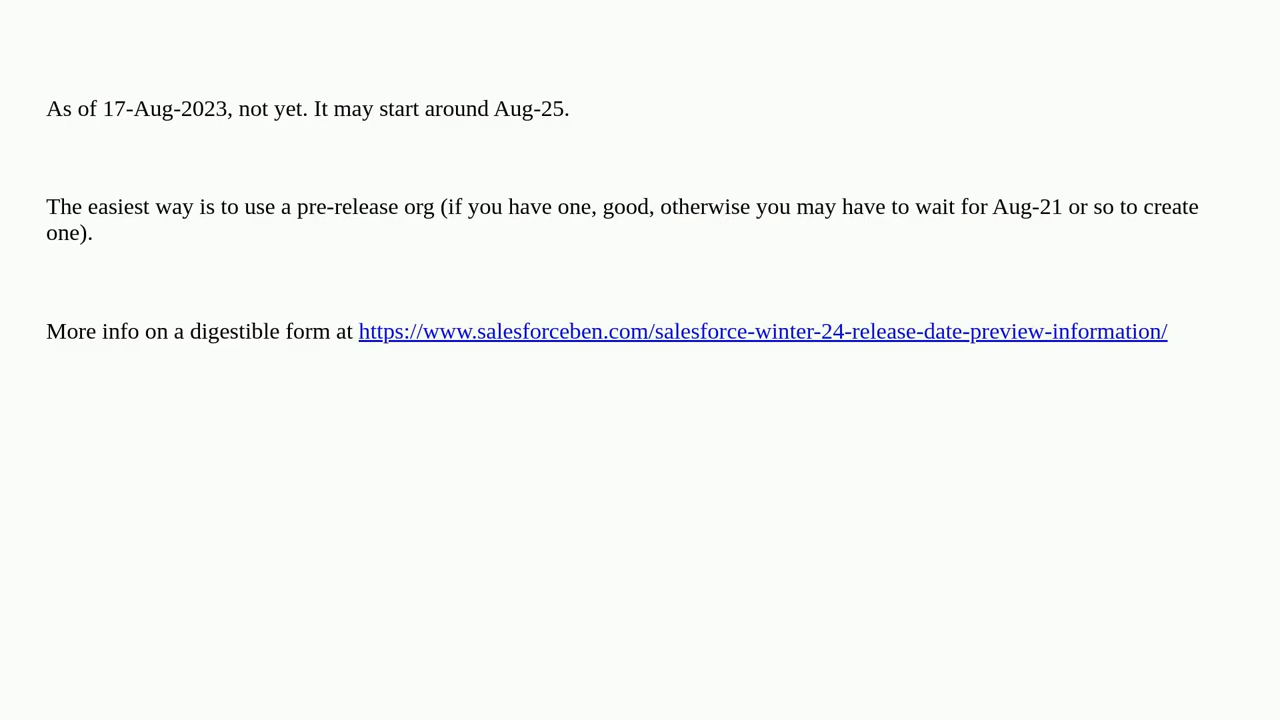 As of 17-Aug-2023, not yet. It may start around Aug-25.
The easiest way is to use a pre-release org (if you have one, good, otherwise you may have to wait for Aug-21 or so to create
one).
More info on a digestible form at https://www.salesforceben.com/salesforce-winter-24-release-date-preview-information/